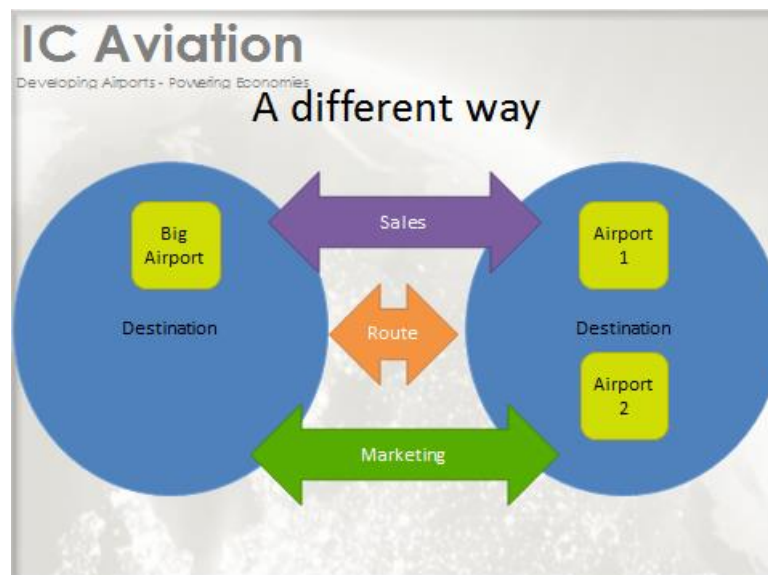 IC Aviation
Developing Airports - Powering Economies
A different way
Sales
Big
Airport
Airport
1
Destination
Route
Destination
Airport
2
Marketing